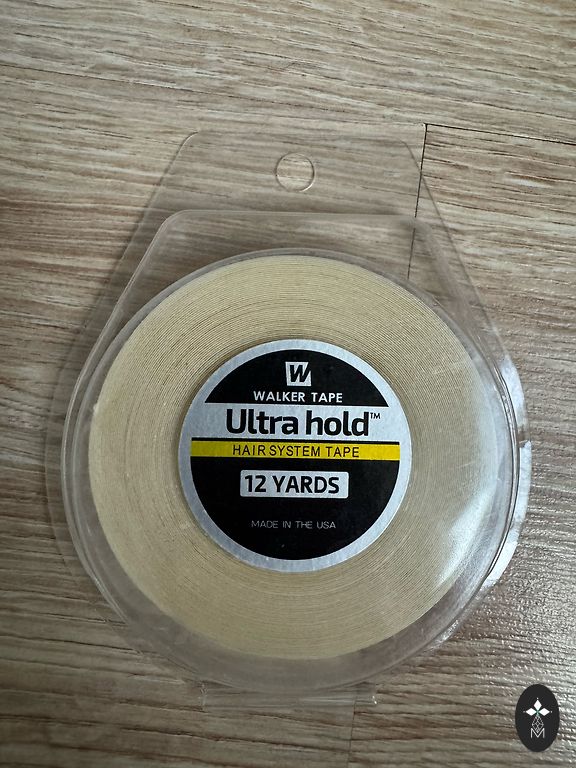 W
WALKER TAPE
Ultra hold™
HAIR SYSTEM TAPE
12 YARDS
MADE IN THE USA
M